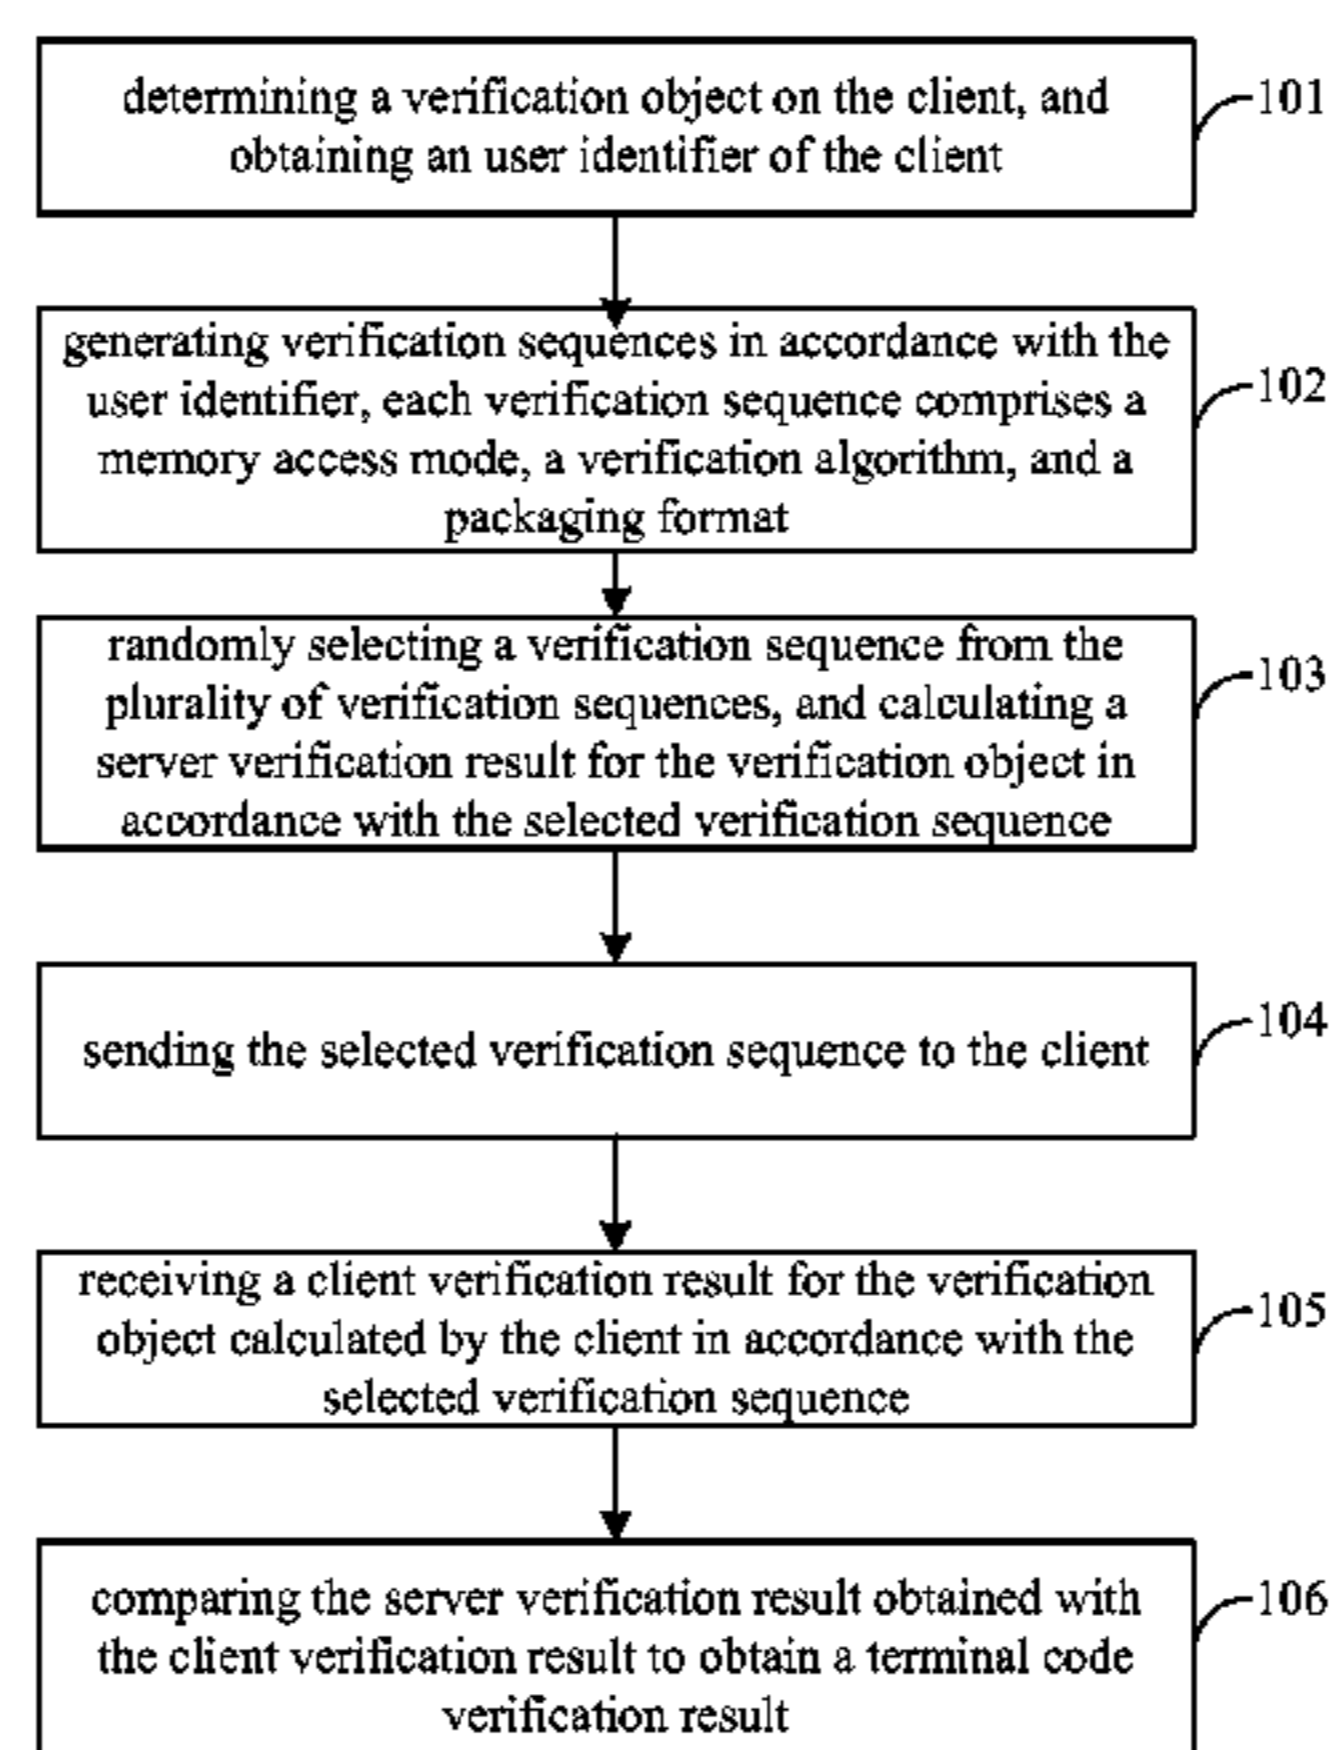 determining a verification object on the client, and
obtaining an user identifier of the client
101
generating verification sequences in accordance with the
user identifier, each verification sequence comprises a
memory access mode, a verification algorithm, and a
packaging format
102
randomly selecting a verification sequence from the
plurality of verification sequences, and calculating a
server verification result for the verification object in
accordance with the selected verification sequence
103
sending the selected verification sequence to the client
104
receiving a client verification result for the verification
object calculated by the client in accordance with the
selected verification sequence
105
comparing the server verification result obtained with
the client verification result to obtain a terminal code
verification result
106